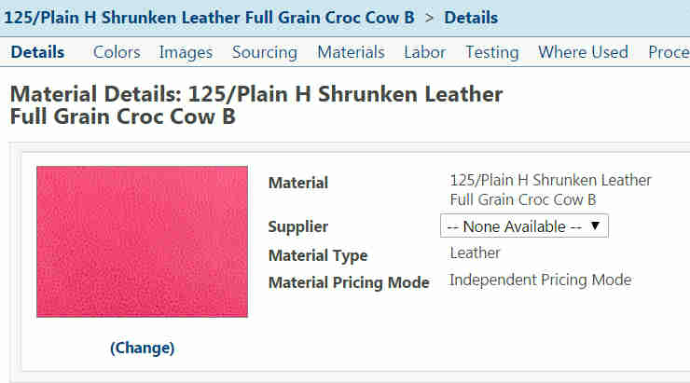 125/Plain H Shrunken Leather Full Grain Croc Cow B > Details
Details Colors Images Sourcing Materials Labor Testing Where Used Proce
Material Details: 125/Plain H Shrunken Leather
Full Grain Croc Cow B
Material 125/Plain H Shrunken Leather
Full Grain Croc Cow B
Supplier -- None Available --
Material Type Leather
Material Pricing Mode Independent Pricing Mode
(Change)